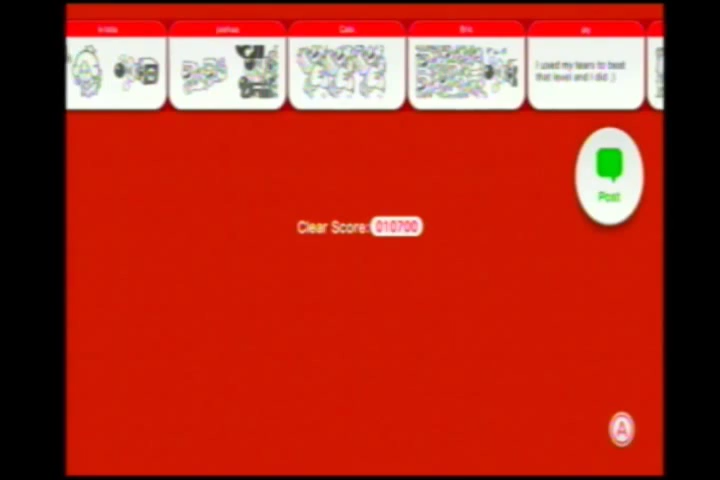 I used my tears to beat
that level and I did :)
Post
Clear Score: 010700
A